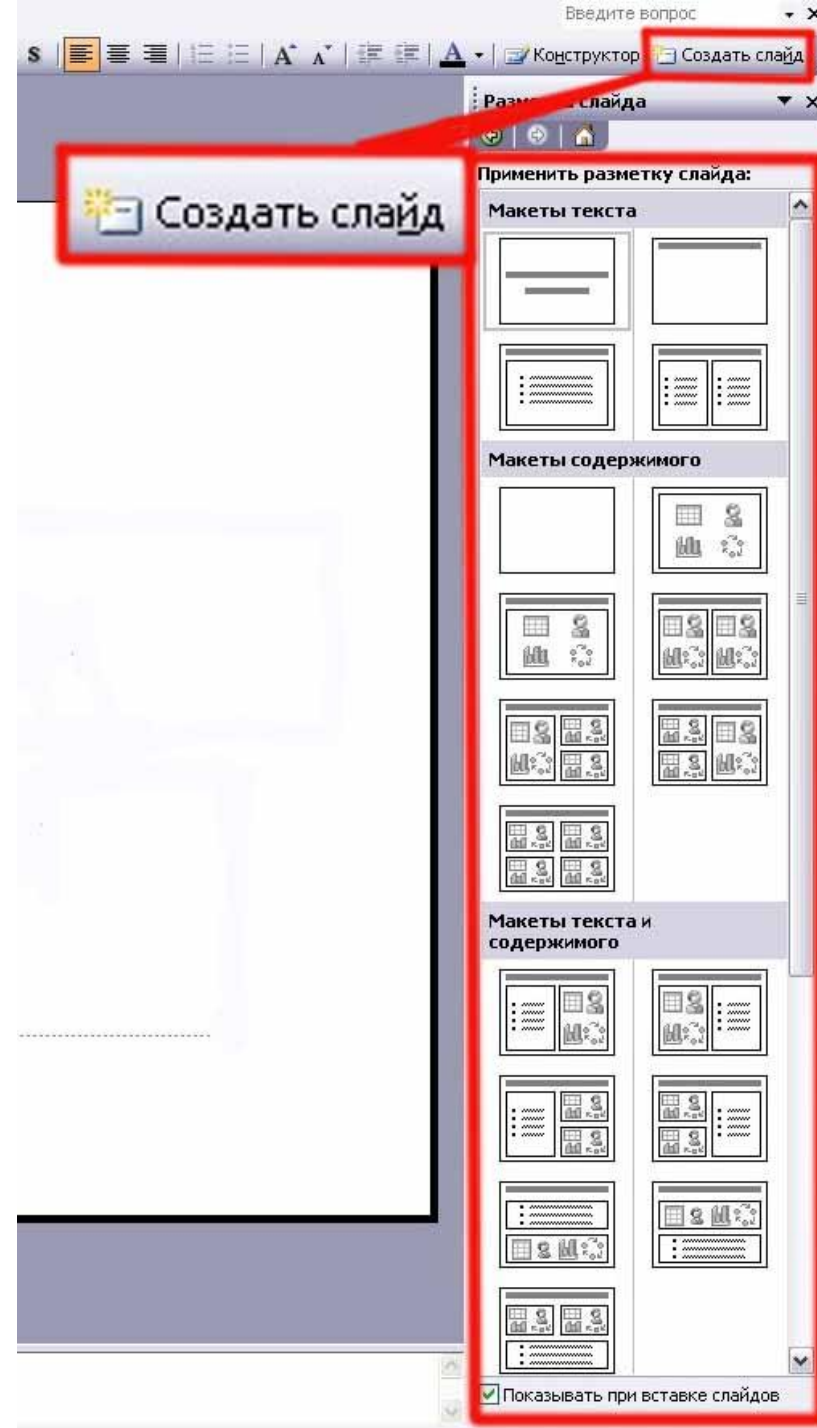 Введите вопрос
S A A A Конструктор Создать слайд
слайда
Создать слайд
Применить разметку слайда:
Макеты текста
Макеты содержимого
Макеты текста и
содержимого
Показывать при вставке слайдов